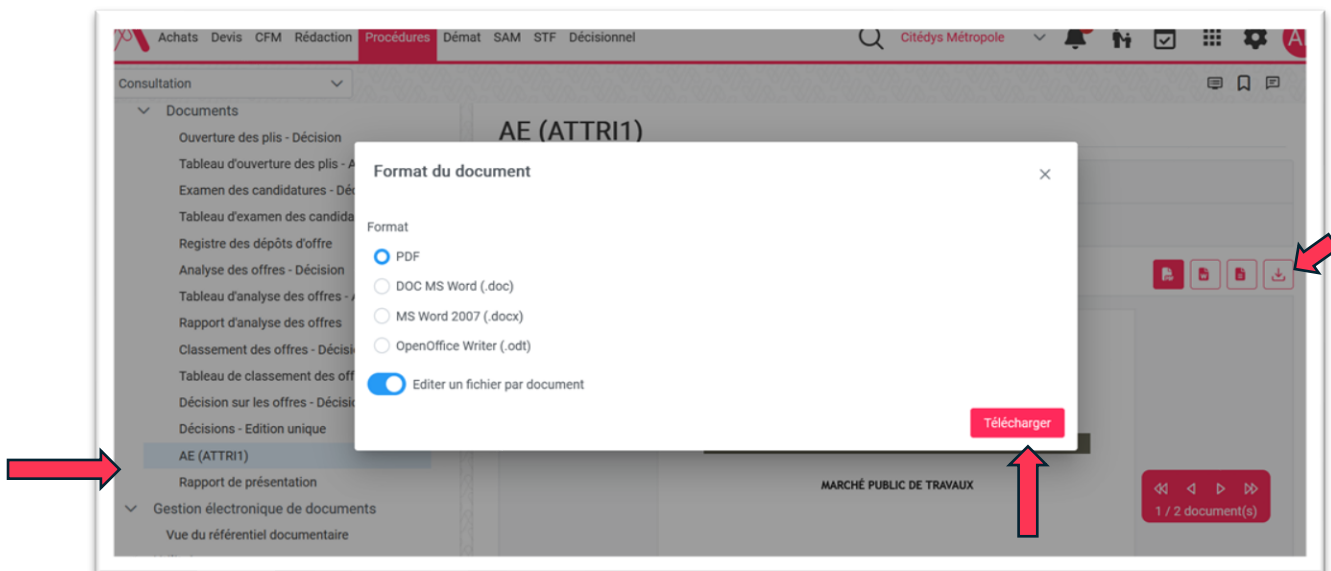 Achats Devis CFM Rédaction Procédures Démat SAM STF Décisionnel Citédys Métropole
Consultation
Documents
Ouverture des plis - Décision
AE (ATTRI1)
Tableau d'ouverture des plis - A
Examen des candidatures - Déc
Tableau d'examen des candida
Registre des dépôts d'offre
Analyse des offres - Décision
Tableau d'analyse des offres -
Rapport d'analyse des offres
Classement des offres - Décisi
Tableau de classement des off
Décision sur les offres - Décisio
Décisions - Edition unique
AE (ATTRI1)
Rapport de présentation
Gestion électronique de documents
Vue du référentiel documentaire
Format du document
Format
PDF
DOC MS Word (.doc)
MS Word 2007 (.docx)
OpenOffice Writer (.odt)
Editer un fichier par document
Télécharger
MARCHÉ PUBLIC DE TRAVAUX
1 / 2 document(s)